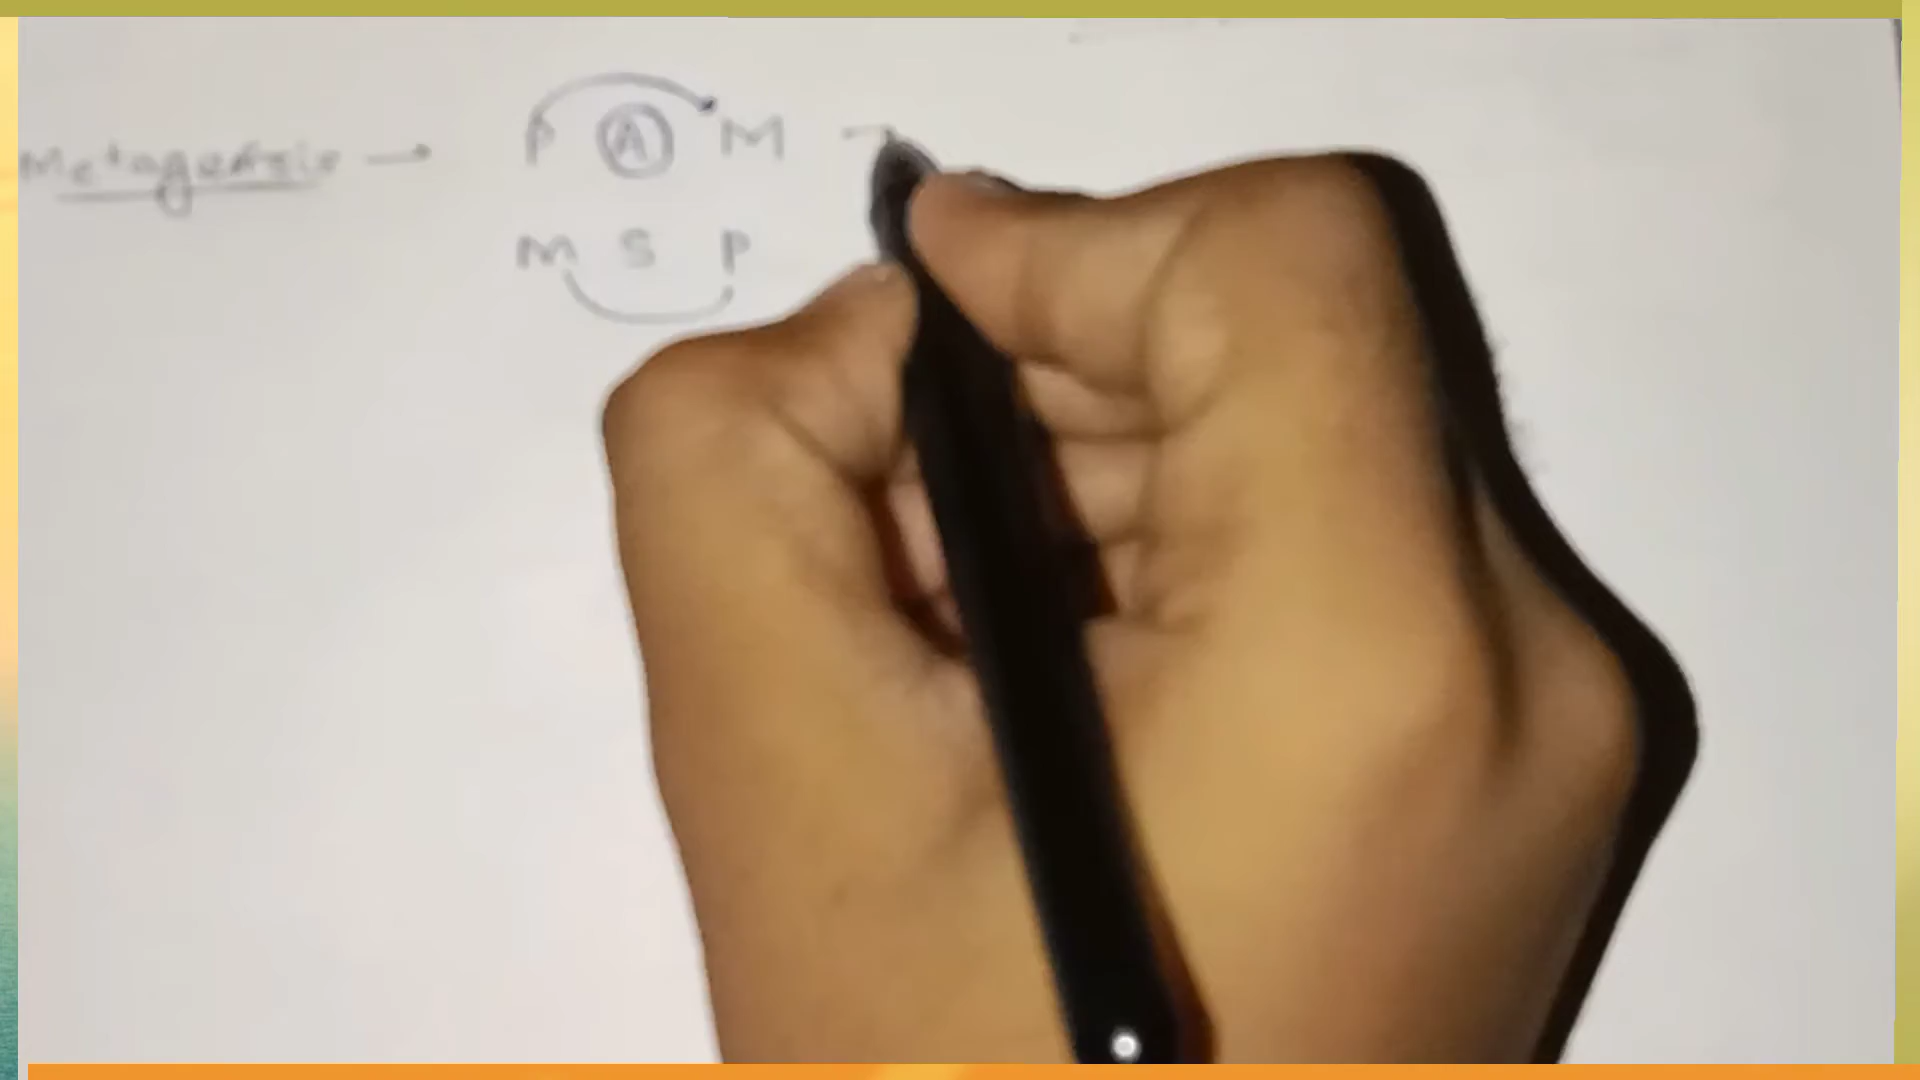 Metagenesis → P A M →
M S P